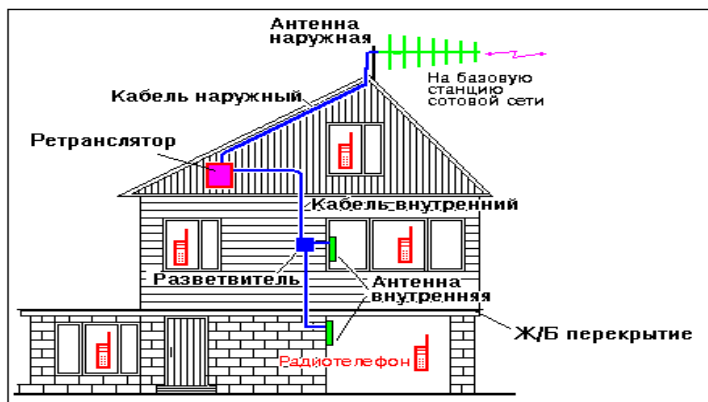 Антенна
наружная
На базовую
станцию
сотовой сети
Кабель наружный
Ретранслятор
Кабель внутренний
Разветвитель
Антенна
внутренняя
Ж/Б перекрытие
Радиотелефон